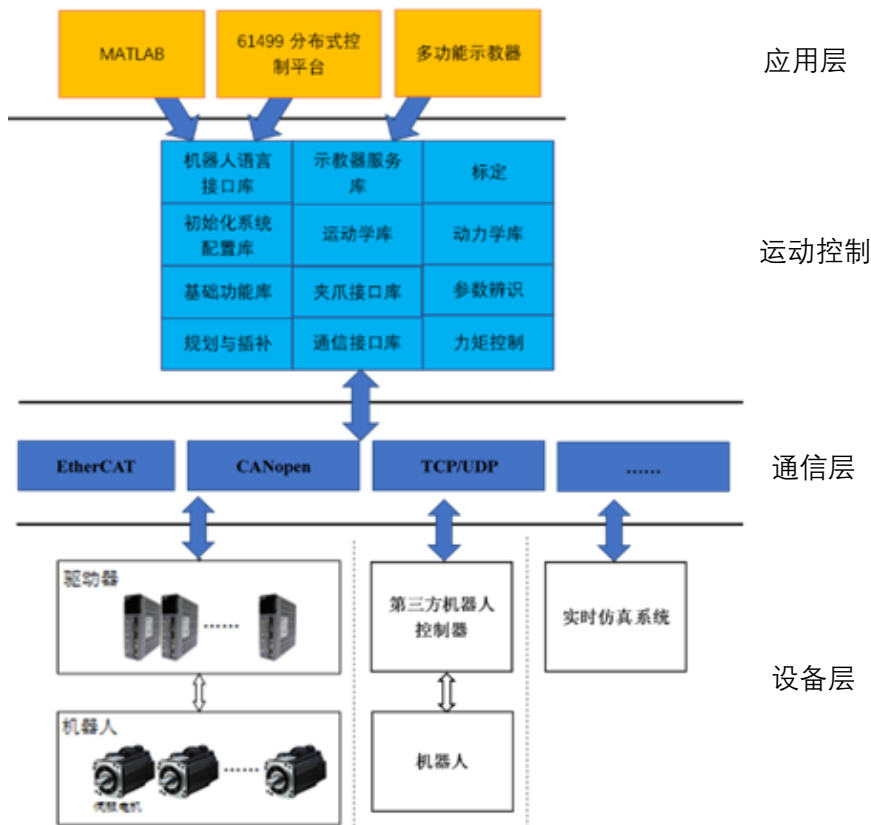 MATLAB
61499 分布式控
制平台
多功能示教器
应用层
机器人语言
接口库
示教器服务
库
标定
初始化系统
配置库
运动学库
动力学库
运动控制
基础功能库
夹爪接口库
参数辨识
规划与插补
通信接口库
力矩控制
EtherCAT
CANopen
TCP/UDP
......
通信层
驱动器
......
第三方机器人
控制器
实时仿真系统
设备层
机器人
......
伺服电机
机器人